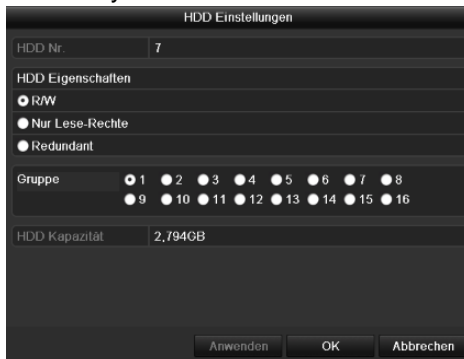 HDD Einstellungen
HDD Nr. 7
HDD Eigenschaften
R/W
Nur Lese-Rechte
Redundant
Gruppe 1 2 3 4 5 6 7 8
9 10 11 12 13 14 15 16
HDD Kapazität 2,794GB
Anwenden OK Abbrechen